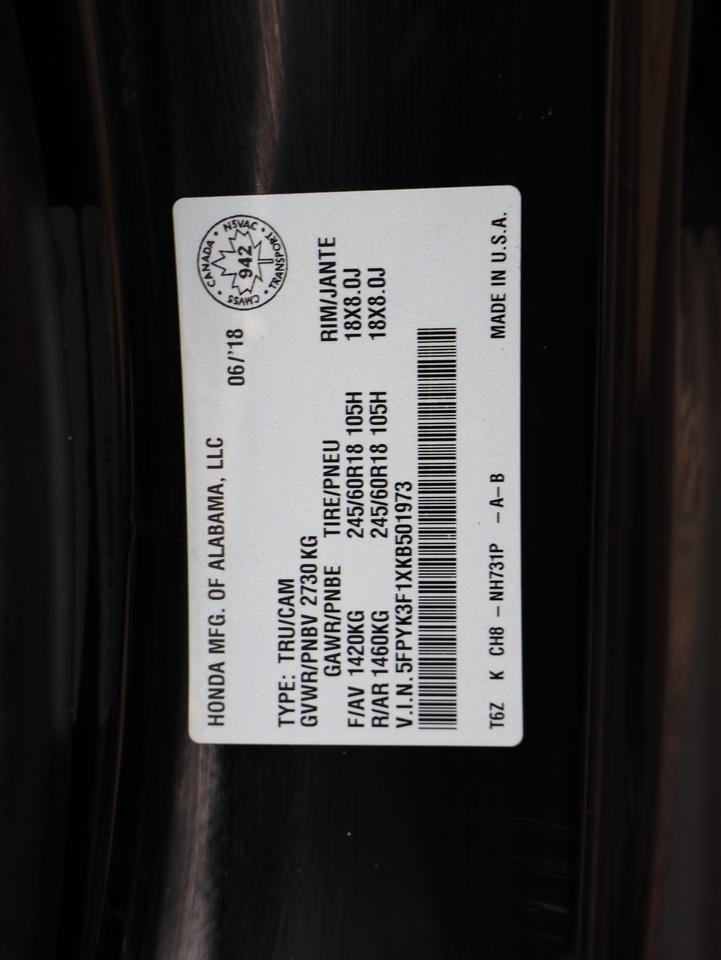 HONDA MFG. OF ALABAMA, LLC
06/'18
CANADA • NSVAC • TRANSPORT • CMVSS •
942
TYPE: TRU/CAM
GVWR/PNBV 2730 KG
GAWR/PNBE TIRE/PNEU RIM/JANTE
F/AV 1420KG 245/60R18 105H 18X8.0J
R/AR 1460KG 245/60R18 105H 18X8.0J
V.I.N. 5FPYK3F1XKB501973
T6Z K CH8 – NH731P – A–B MADE IN U.S.A.